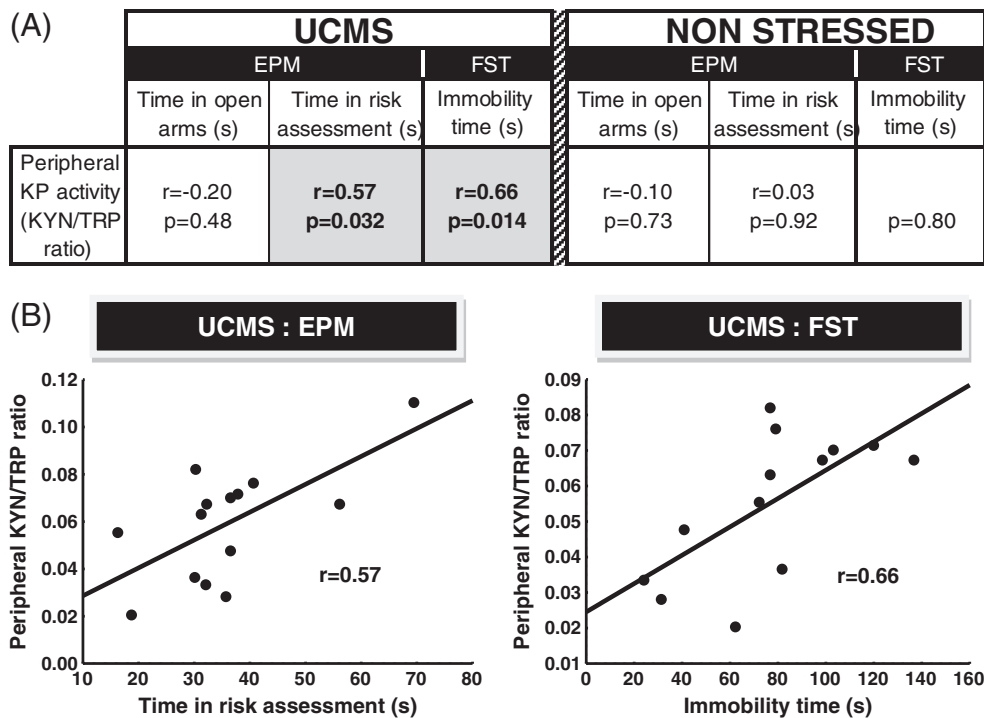 (A)
UCMS NON STRESSED
EPM FST EPM FST
Time in open Time in risk Immobility Time in open Time in risk Immobility
arms (s) assessment (s) time (s) arms (s) assessment (s) time (s)
Peripheral
KP activity r=-0.20 r=0.57 r=0.66 r=-0.10 r=0.03
(KYN/TRP p=0.48 p=0.032 p=0.014 p=0.73 p=0.92 p=0.80
ratio)
(B)
UCMS : EPM
Peripheral KYN/TRP ratio
0.12
0.10
0.08
0.06
0.04
0.02
0.00
r=0.57
10 20 30 40 50 60 70 80
Time in risk assessment (s)
UCMS : FST
Peripheral KYN/TRP ratio
0.09
0.08
0.07
0.06
0.05
0.04
0.03
0.02
0.01
r=0.66
0 20 40 60 80 100 120 140 160
Immobility time (s)